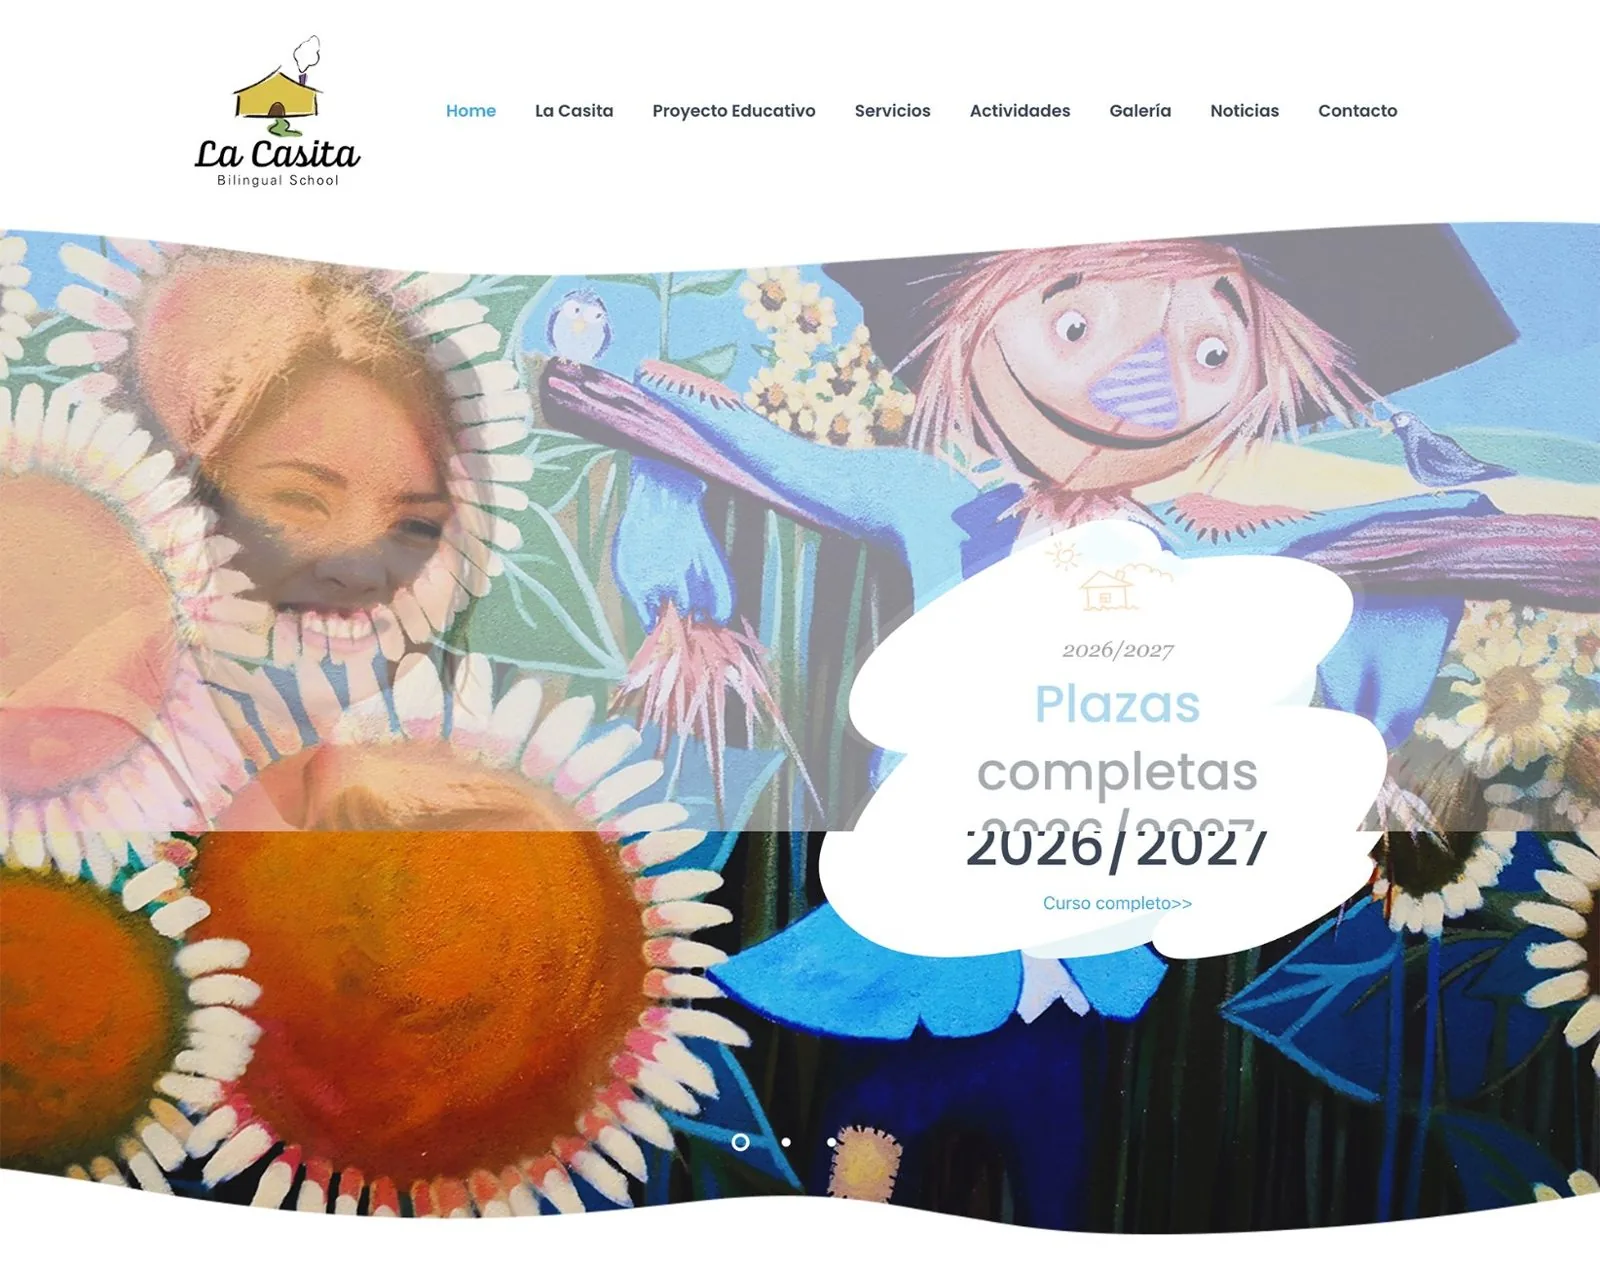 La Casita
Bilingual School
Home
La Casita
Proyecto Educativo
Servicios
Actividades
Galería
Noticias
Contacto
2026/2027
Plazas
completas
2026/2027
Curso completo>>